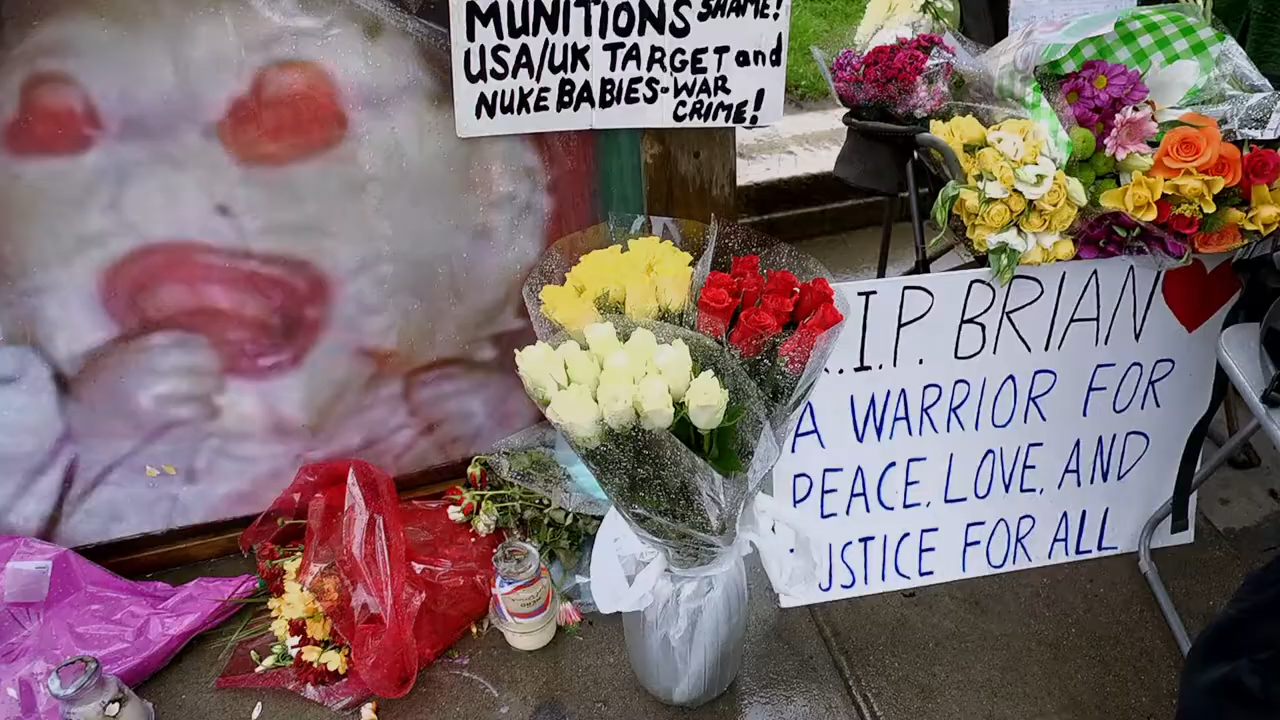 MUNITIONS SHAME!
USA/UK TARGET and
NUKE BABIES-WAR
CRIME!
.I.P. BRIAN
A WARRIOR FOR
PEACE, LOVE, AND
JUSTICE FOR ALL